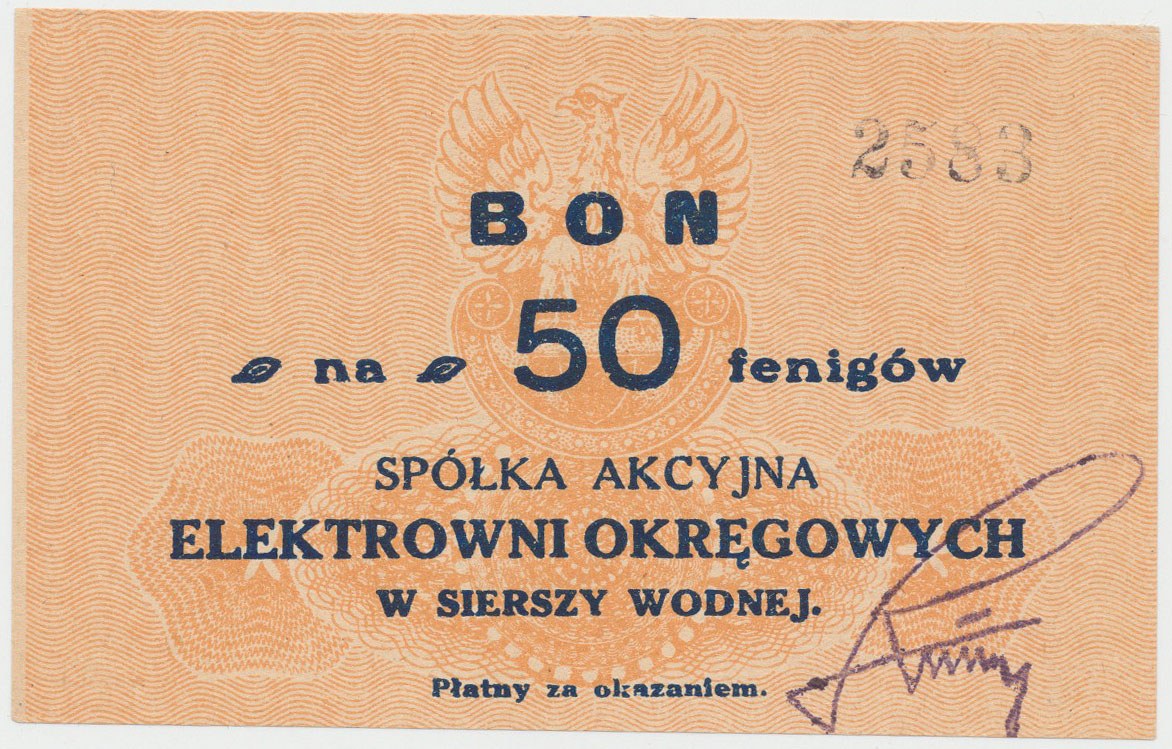 2583
BON
na 50 fenigów
SPÓŁKA AKCYJNA
ELEKTROWNI OKRĘGOWYCH
W SIERSZY WODNEJ.
Płatny za okazaniem.